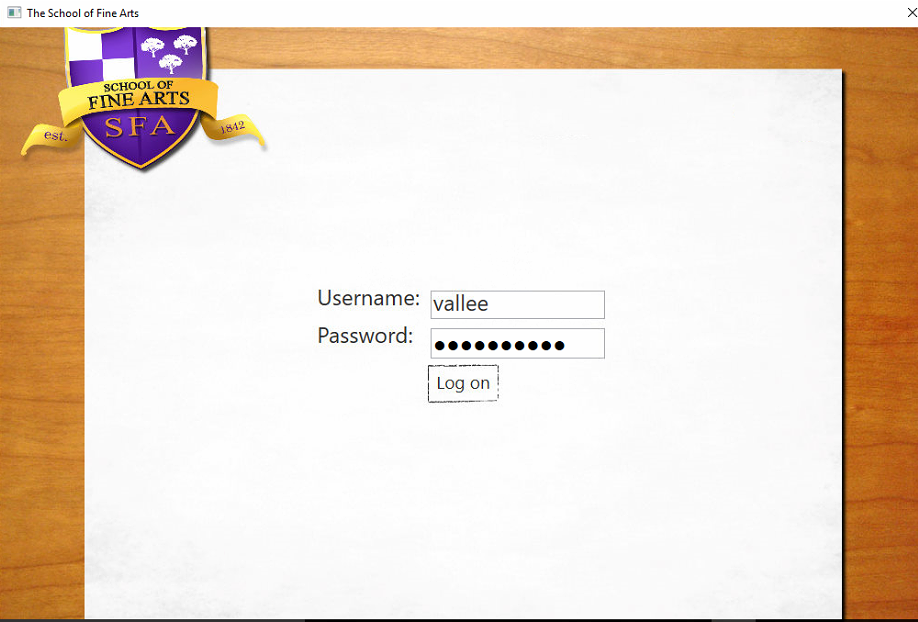 The School of Fine Arts
SCHOOL OF
FINE ARTS
SFA
est. 1842
Username: vallee
Password: ●●●●●●●●●●
Log on